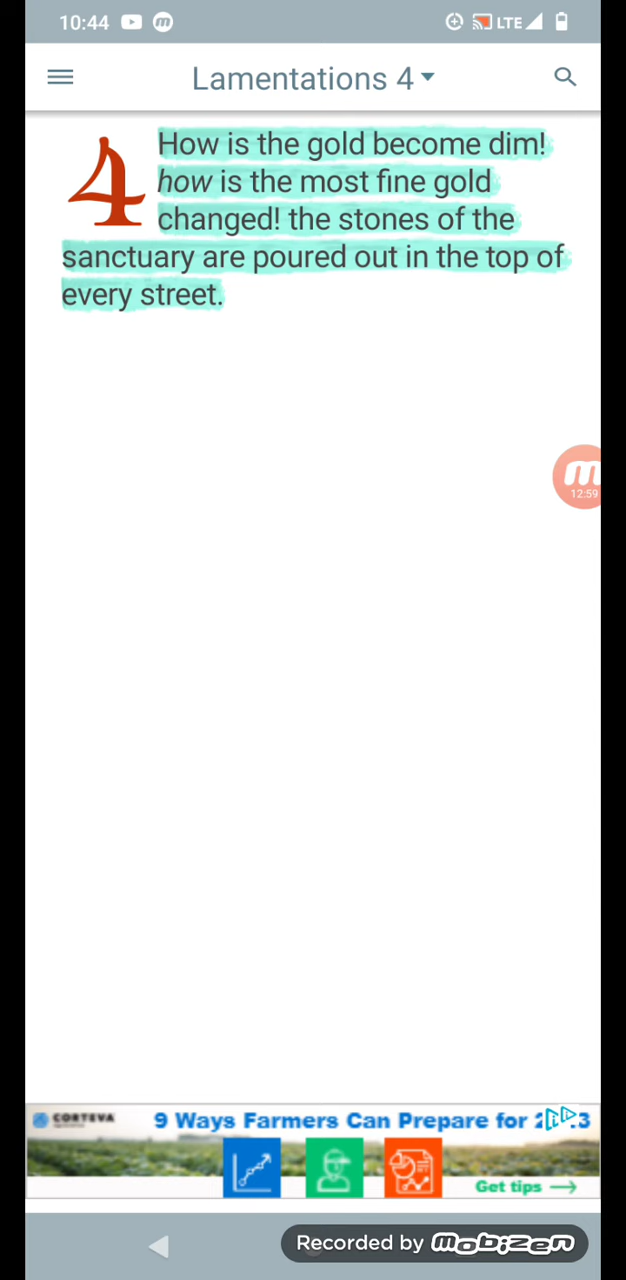 10:44 LTE
Lamentations 4
4 How is the gold become dim!
how is the most fine gold
changed! the stones of the
sanctuary are poured out in the top of
every street.
m
12:59
CORTEVA 9 Ways Farmers Can Prepare for
Get tips
Recorded by mobizen